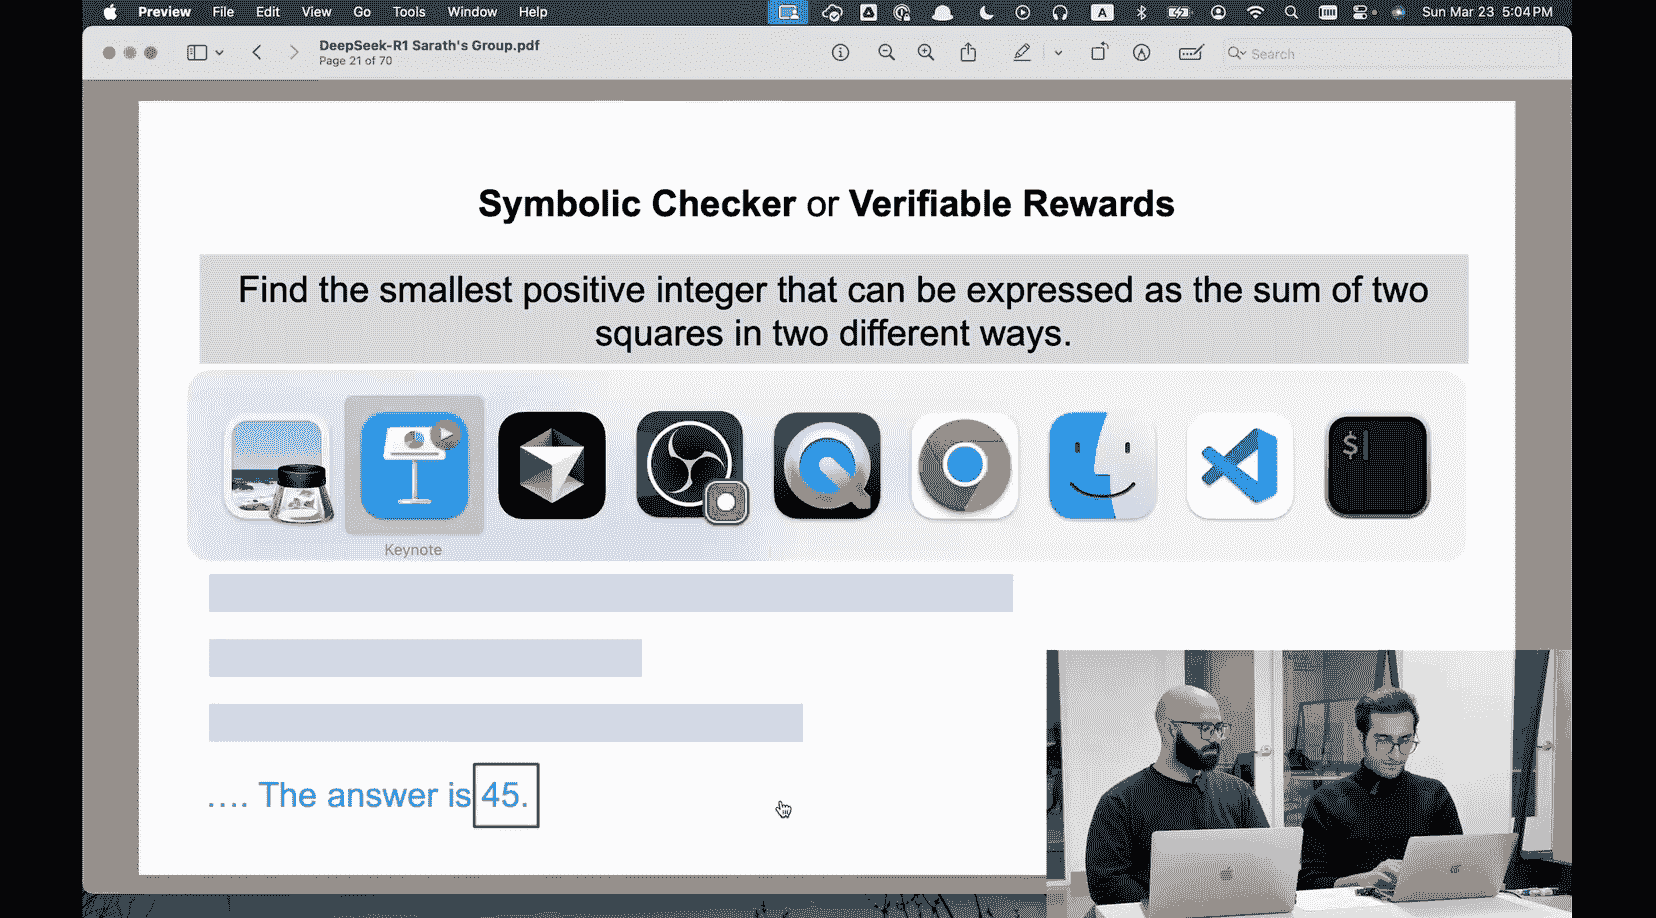 Preview File Edit View Go Tools Window Help A Sun Mar 23 5:04 PM
DeepSeek-R1 Sarath's Group.pdf
Page 21 of 70
Search
Symbolic Checker or Verifiable Rewards
Find the smallest positive integer that can be expressed as the sum of two
squares in two different ways.
$
Keynote
.... The answer is 45.